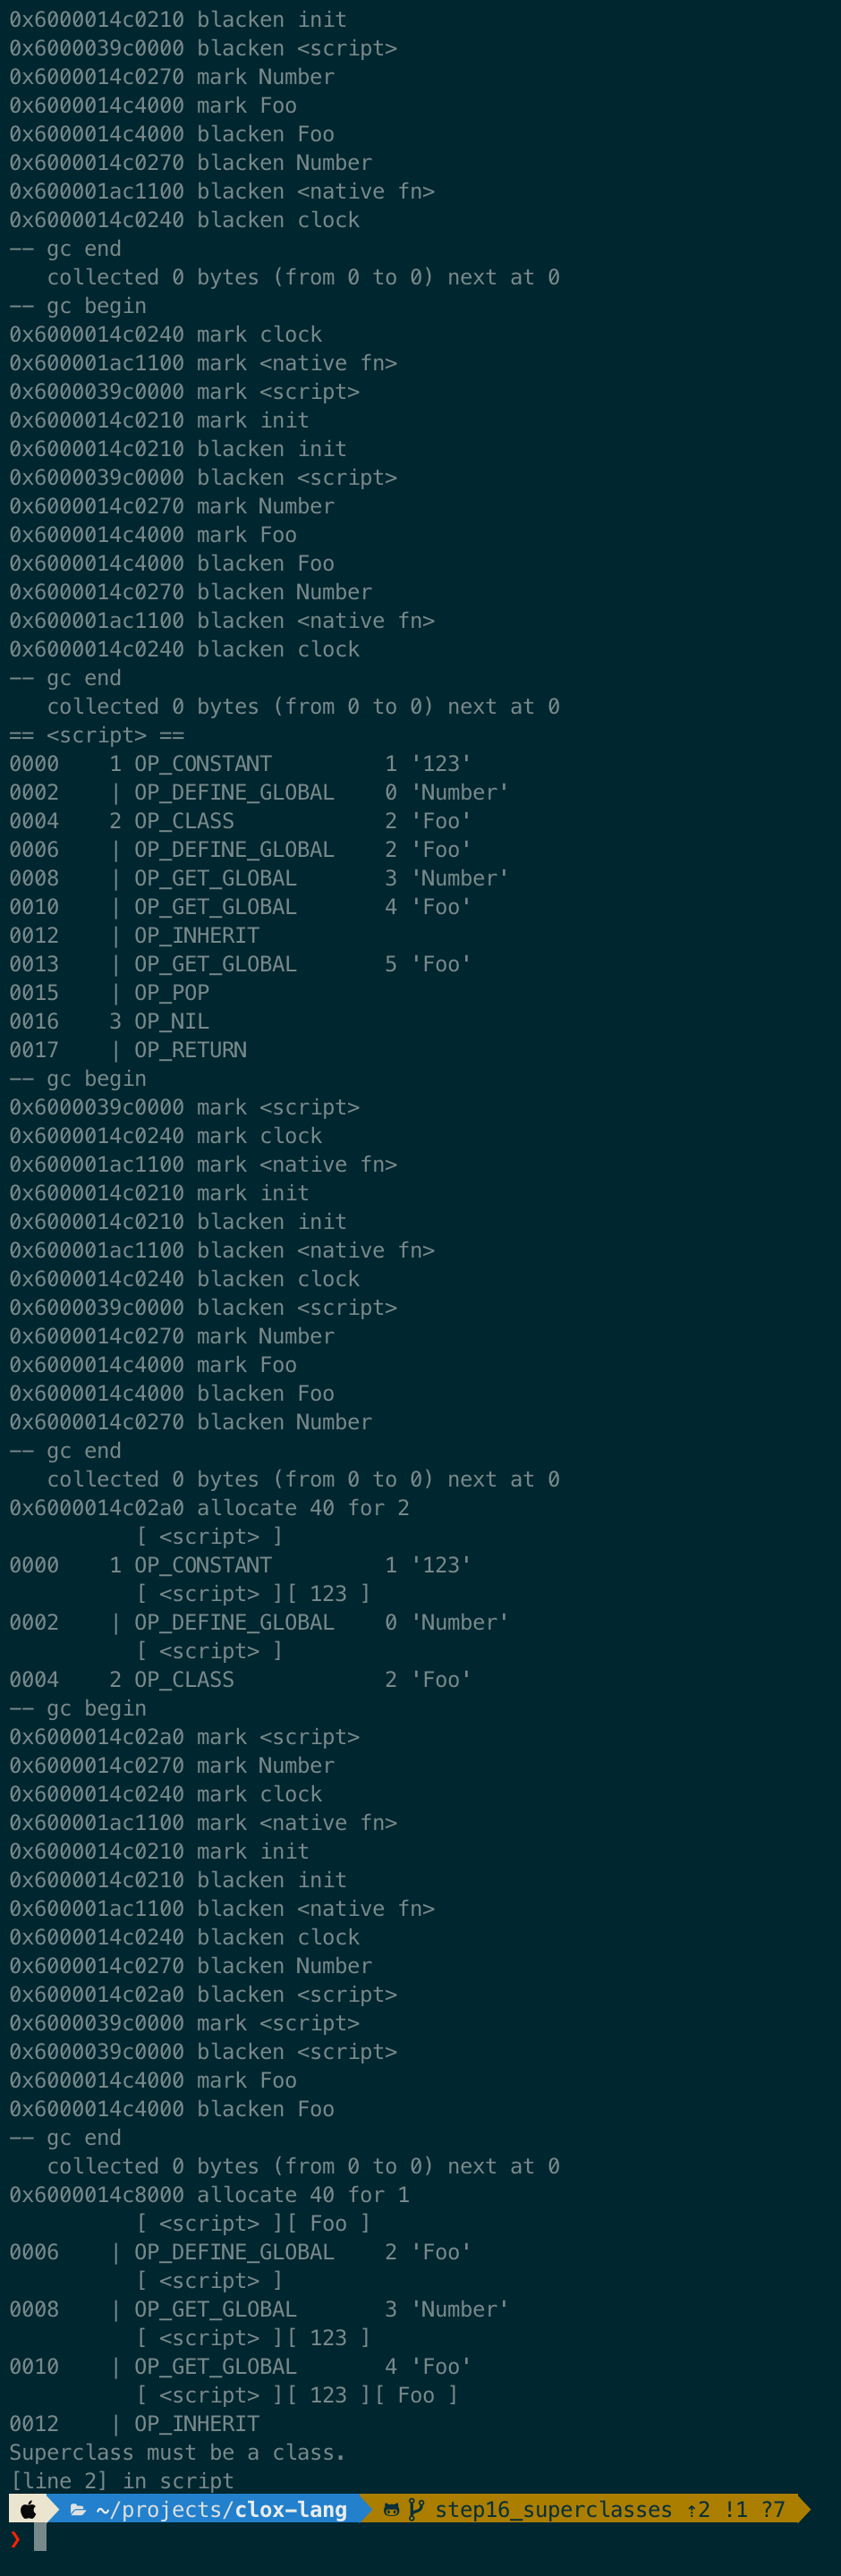 0x6000014c0210 blacken init
0x6000039c0000 blacken <script>
0x6000014c0270 mark Number
0x6000014c4000 mark Foo
0x6000014c4000 blacken Foo
0x6000014c0270 blacken Number
0x600001ac1100 blacken <native fn>
0x6000014c0240 blacken clock
-- gc end
   collected 0 bytes (from 0 to 0) next at 0
-- gc begin
0x6000014c0240 mark clock
0x600001ac1100 mark <native fn>
0x6000039c0000 mark <script>
0x6000014c0210 mark init
0x6000014c0210 blacken init
0x6000039c0000 blacken <script>
0x6000014c0270 mark Number
0x6000014c4000 mark Foo
0x6000014c4000 blacken Foo
0x6000014c0270 blacken Number
0x600001ac1100 blacken <native fn>
0x6000014c0240 blacken clock
-- gc end
   collected 0 bytes (from 0 to 0) next at 0
== <script> ==
0000    1 OP_CONSTANT         1 '123'
0002    | OP_DEFINE_GLOBAL    0 'Number'
0004    2 OP_CLASS            2 'Foo'
0006    | OP_DEFINE_GLOBAL    2 'Foo'
0008    | OP_GET_GLOBAL       3 'Number'
0010    | OP_GET_GLOBAL       4 'Foo'
0012    | OP_INHERIT
0013    | OP_GET_GLOBAL       5 'Foo'
0015    | OP_POP
0016    3 OP_NIL
0017    | OP_RETURN
-- gc begin
0x6000039c0000 mark <script>
0x6000014c0240 mark clock
0x600001ac1100 mark <native fn>
0x6000014c0210 mark init
0x6000014c0210 blacken init
0x600001ac1100 blacken <native fn>
0x6000014c0240 blacken clock
0x6000039c0000 blacken <script>
0x6000014c0270 mark Number
0x6000014c4000 mark Foo
0x6000014c4000 blacken Foo
0x6000014c0270 blacken Number
-- gc end
   collected 0 bytes (from 0 to 0) next at 0
0x6000014c02a0 allocate 40 for 2
          [ <script> ]
0000    1 OP_CONSTANT         1 '123'
          [ <script> ][ 123 ]
0002    | OP_DEFINE_GLOBAL    0 'Number'
          [ <script> ]
0004    2 OP_CLASS            2 'Foo'
-- gc begin
0x6000014c02a0 mark <script>
0x6000014c0270 mark Number
0x6000014c0240 mark clock
0x600001ac1100 mark <native fn>
0x6000014c0210 mark init
0x6000014c0210 blacken init
0x600001ac1100 blacken <native fn>
0x6000014c0240 blacken clock
0x6000014c0270 blacken Number
0x6000014c02a0 blacken <script>
0x6000039c0000 mark <script>
0x6000039c0000 blacken <script>
0x6000014c4000 mark Foo
0x6000014c4000 blacken Foo
-- gc end
   collected 0 bytes (from 0 to 0) next at 0
0x6000014c8000 allocate 40 for 1
          [ <script> ][ Foo ]
0006    | OP_DEFINE_GLOBAL    2 'Foo'
          [ <script> ]
0008    | OP_GET_GLOBAL       3 'Number'
          [ <script> ][ 123 ]
0010    | OP_GET_GLOBAL       4 'Foo'
          [ <script> ][ 123 ][ Foo ]
0012    | OP_INHERIT
Superclass must be a class.
[line 2] in script
~/projects/clox-lang step16_superclasses ⇡2 !1 ?7
❯